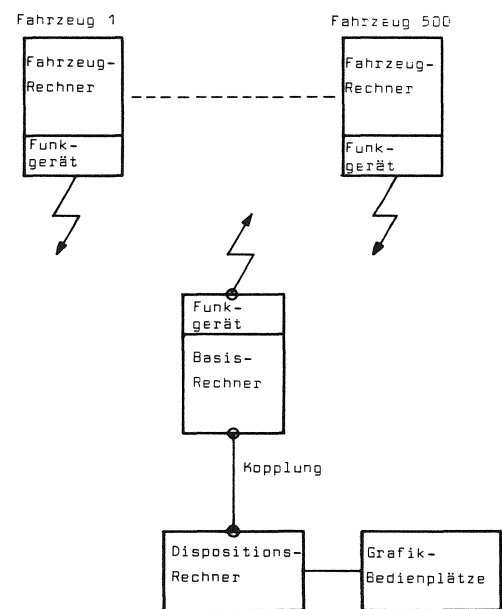 Fahrzeug 1
Fahrzeug 500
Fahrzeug-
Rechner
Funk-
gerät
Fahrzeug-
Rechner
Funk-
gerät
Funk-
gerät
Basis-
Rechner
Kopplung
Dispositions-
Rechner
Grafik-
Bedienplätze